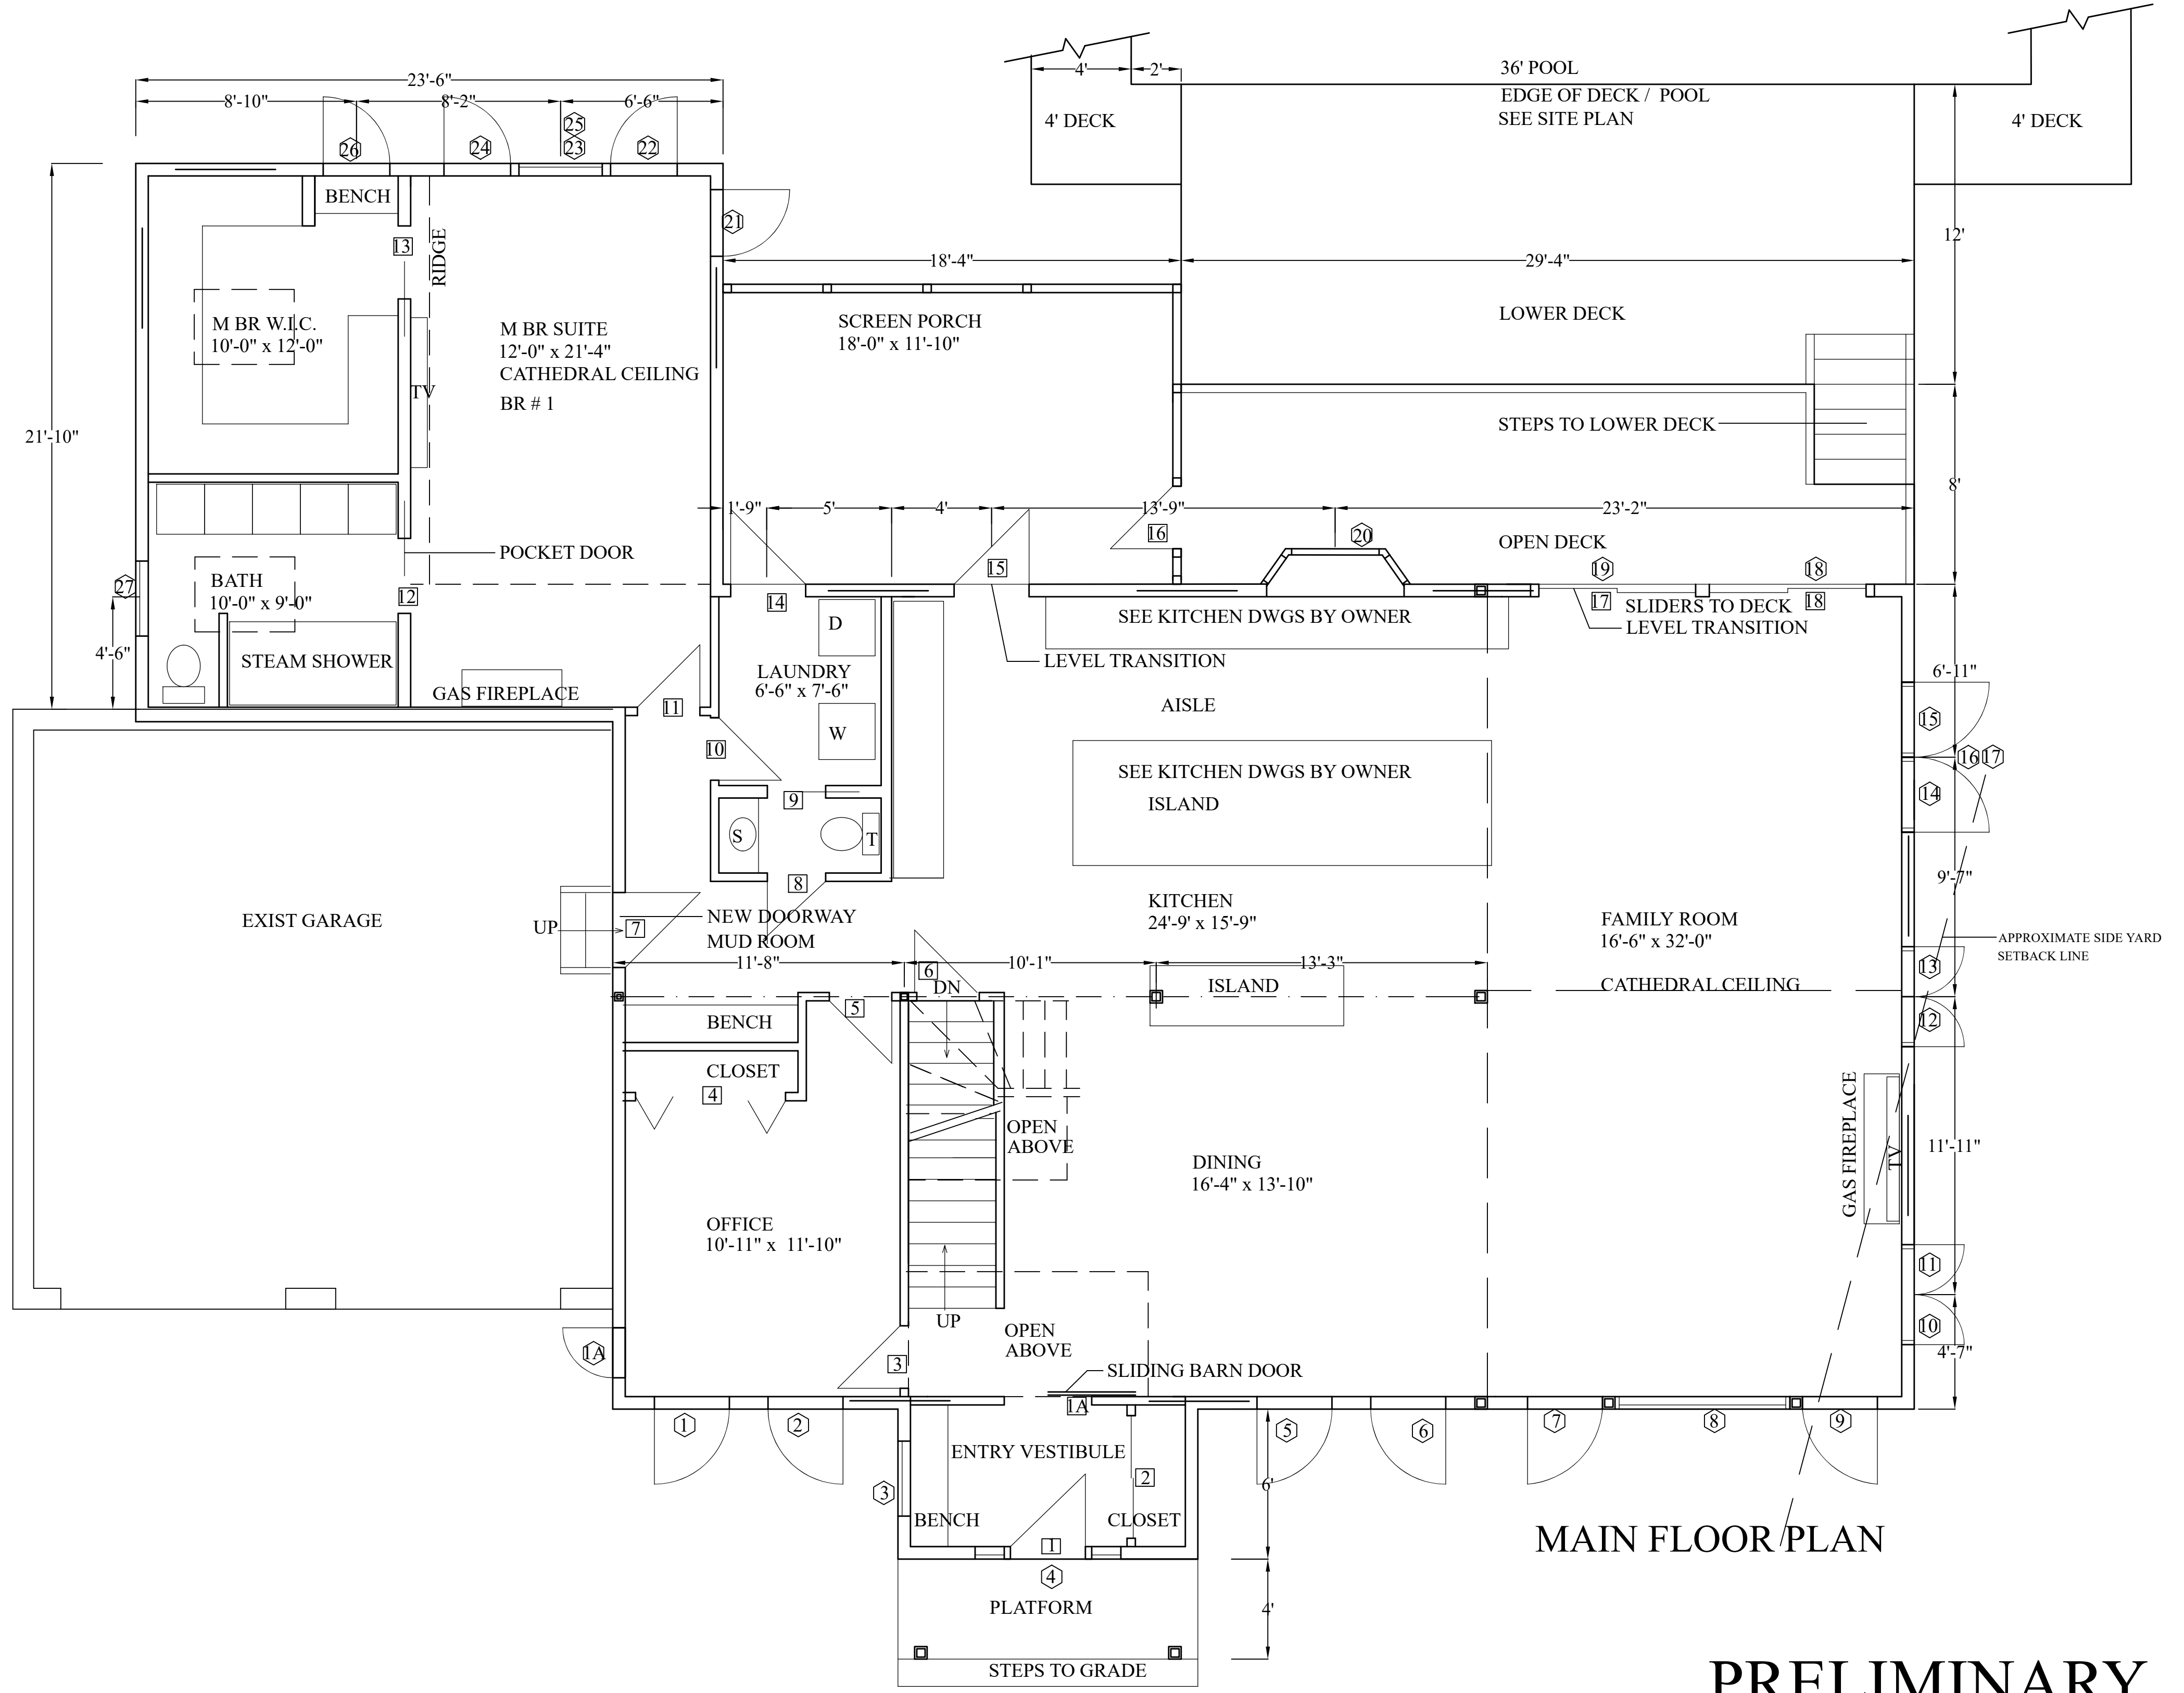 36' POOL
EDGE OF DECK / POOL
SEE SITE PLAN
4'
2'
4' DECK
4' DECK
23'-6"
8'-10"
8'-2"
6'-6"
26
24
25
23
22
21
BENCH
13
RIDGE
12'
18'-4"
29'-4"
LOWER DECK
M BR W.I.C.
10'-0" x 12'-0"
M BR SUITE
12'-0" x 21'-4"
CATHEDRAL CEILING
BR # 1
TV
SCREEN PORCH
18'-0" x 11'-10"
21'-10"
STEPS TO LOWER DECK
8'
1'-9"
5'
4'
13'-9"
23'-2"
16
20
OPEN DECK
POCKET DOOR
15
19
18
27
BATH
10'-0" x 9'-0"
12
14
17
18
SLIDERS TO DECK
LEVEL TRANSITION
D
SEE KITCHEN DWGS BY OWNER
4'-6"
STEAM SHOWER
GAS FIREPLACE
LAUNDRY
6'-6" x 7'-6"
LEVEL TRANSITION
6'-11"
11
AISLE
15
10
W
16
17
SEE KITCHEN DWGS BY OWNER
ISLAND
14
9
S
T
8
9'-7"
EXIST GARAGE
UP
7
NEW DOORWAY
MUD ROOM
KITCHEN
24'-9' x 15'-9"
FAMILY ROOM
16'-6" x 32'-0"
CATHEDRAL CEILING
APPROXIMATE SIDE YARD
SETBACK LINE
11'-8"
10'-1"
13'-3"
6
DN
ISLAND
13
5
BENCH
12
CLOSET
4
OPEN
ABOVE
DINING
16'-4" x 13'-10"
GAS FIREPLACE
TV
11'-11"
OFFICE
10'-11" x 11'-10"
11
UP
OPEN
ABOVE
10
4'-7"
1A
3
SLIDING BARN DOOR
1A
1
2
5
6
7
8
9
ENTRY VESTIBULE
2
3
6'
BENCH
CLOSET
1
4
MAIN FLOOR PLAN
PLATFORM
4'
STEPS TO GRADE
PRELIMINARY